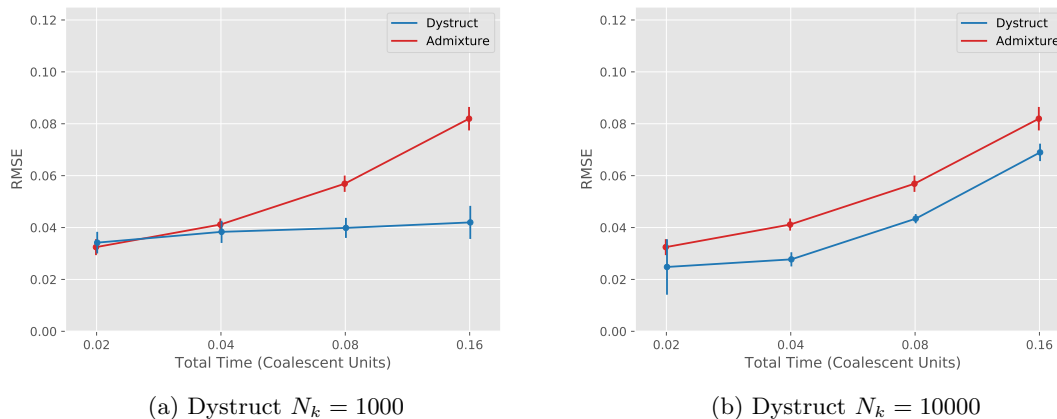 0.12
0.10
0.08
0.06
0.04
0.02
0.00
RMSE
Dystruct
Admixture
0.02 0.04 0.08 0.16
Total Time (Coalescent Units)
(a) Dystruct N_k = 1000
0.12
0.10
0.08
0.06
0.04
0.02
0.00
RMSE
Dystruct
Admixture
0.02 0.04 0.08 0.16
Total Time (Coalescent Units)
(b) Dystruct N_k = 10000